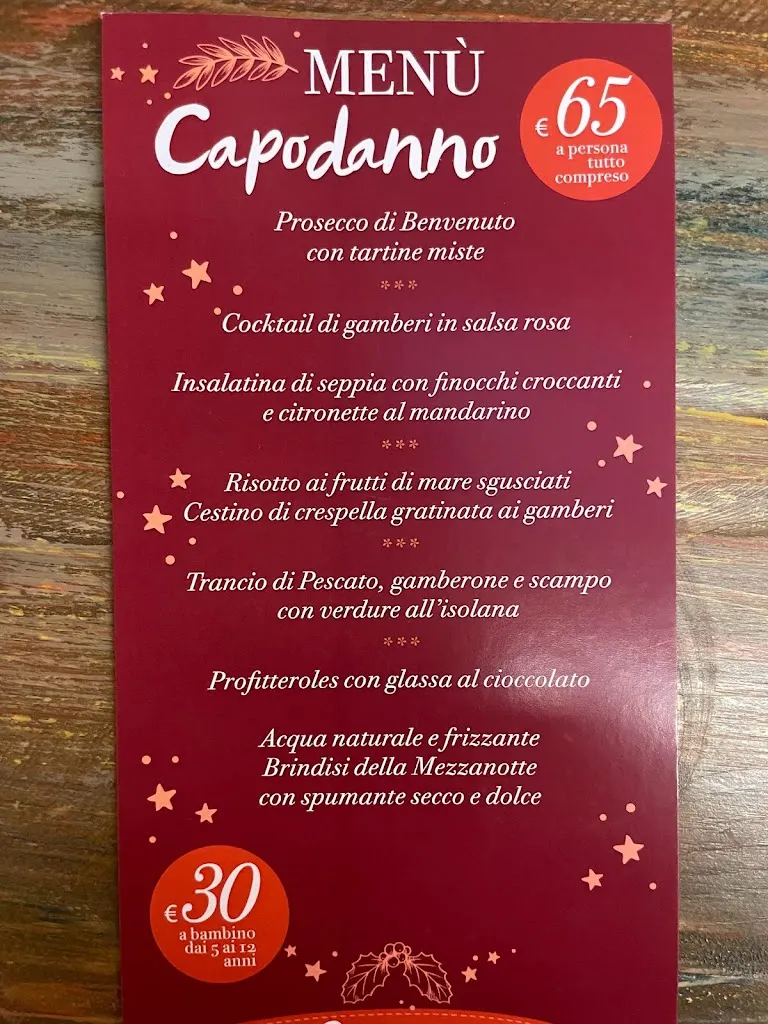 MENÙ
Capodanno
€ 65
a persona
tutto
compreso
Prosecco di Benvenuto
con tartine miste
***
Cocktail di gamberi in salsa rosa
Insalatina di seppia con finocchi croccanti
e citronette al mandarino
***
Risotto ai frutti di mare sgusciati
Cestino di crespella gratinata ai gamberi
***
Trancio di Pescato, gamberone e scampo
con verdure all'isolana
***
Profitteroles con glassa al cioccolato
Acqua naturale e frizzante
Brindisi della Mezzanotte
con spumante secco e dolce
€ 30
a bambino
dai 5 ai 12
anni